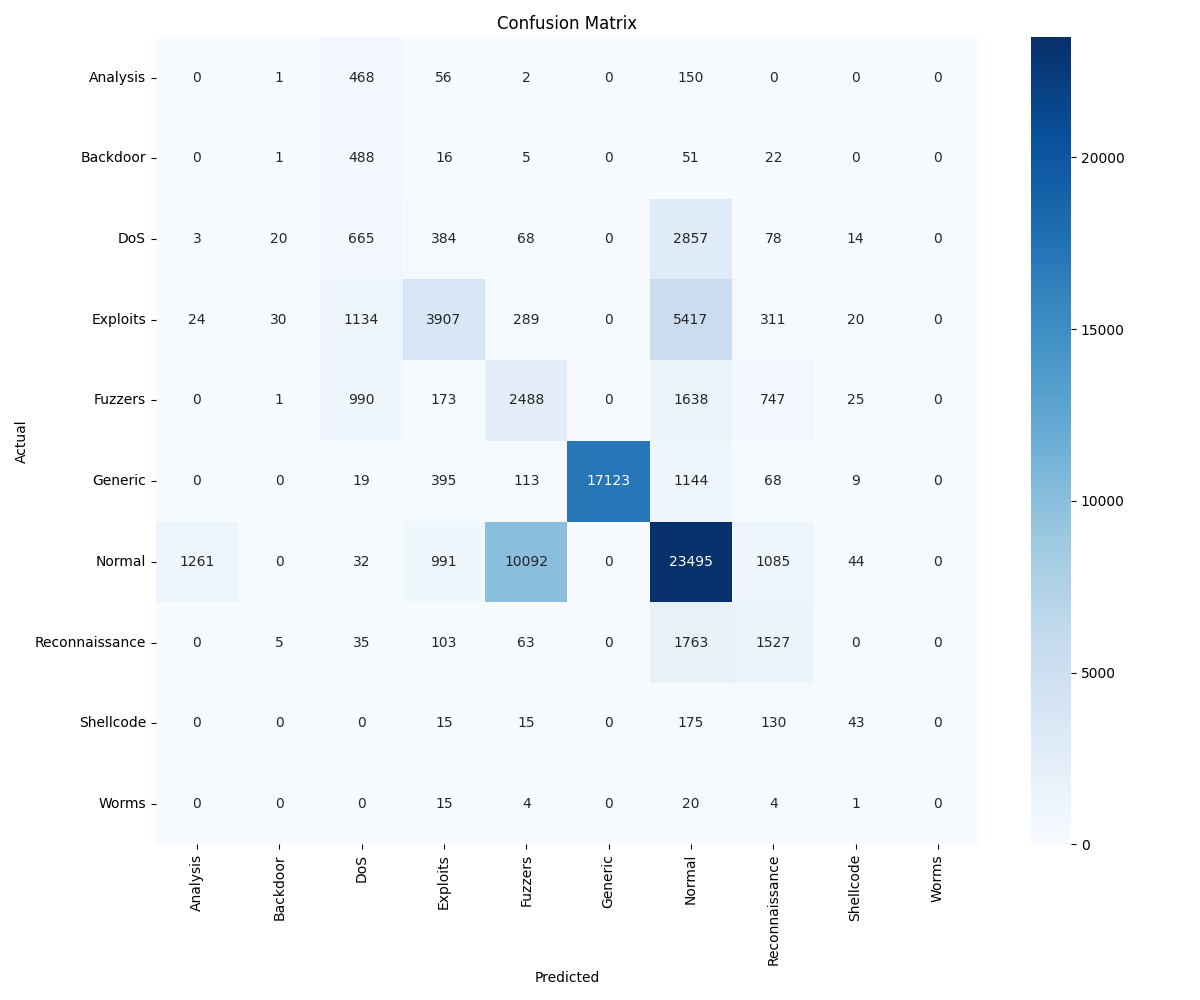 Confusion Matrix
Analysis 0 1 468 56 2 0 150 0 0 0
Backdoor 0 1 488 16 5 0 51 22 0 0
DoS 3 20 665 384 68 0 2857 78 14 0
Exploits 24 30 1134 3907 289 0 5417 311 20 0
Fuzzers 0 1 990 173 2488 0 1638 747 25 0
Generic 0 0 19 395 113 17123 1144 68 9 0
Normal 1261 0 32 991 10092 0 23495 1085 44 0
Reconnaissance 0 5 35 103 63 0 1763 1527 0 0
Shellcode 0 0 0 15 15 0 175 130 43 0
Worms 0 0 0 15 4 0 20 4 1 0
Actual
Analysis Backdoor DoS Exploits Fuzzers Generic Normal Reconnaissance Shellcode Worms
Predicted
20000
15000
10000
5000
0